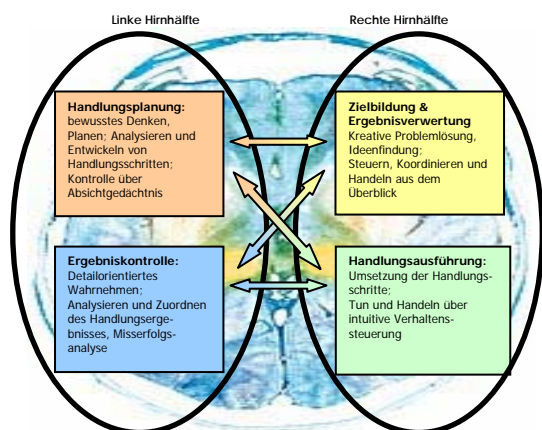 Linke Hirnhälfte
Rechte Hirnhälfte
Handlungsplanung:
bewusstes Denken,
Planen; Analysieren und
Entwickeln von
Handlungsschritten;
Kontrolle über
Absichtgedächtnis
Zielbildung &
Ergebnisverwertung
Kreative Problemlösung,
Ideenfindung;
Steuern, Koordinieren und
Handeln aus dem
Überblick
Ergebniskontrolle:
Detailorientiertes
Wahrnehmen;
Analysieren und Zuordnen
des Handlungserge-
bnisses, Misserfolgs-
analyse
Handlungsausführung:
Umsetzung der Handlungs-
schritte;
Tun und Handeln über
intuitive Verhaltens-
steuerung